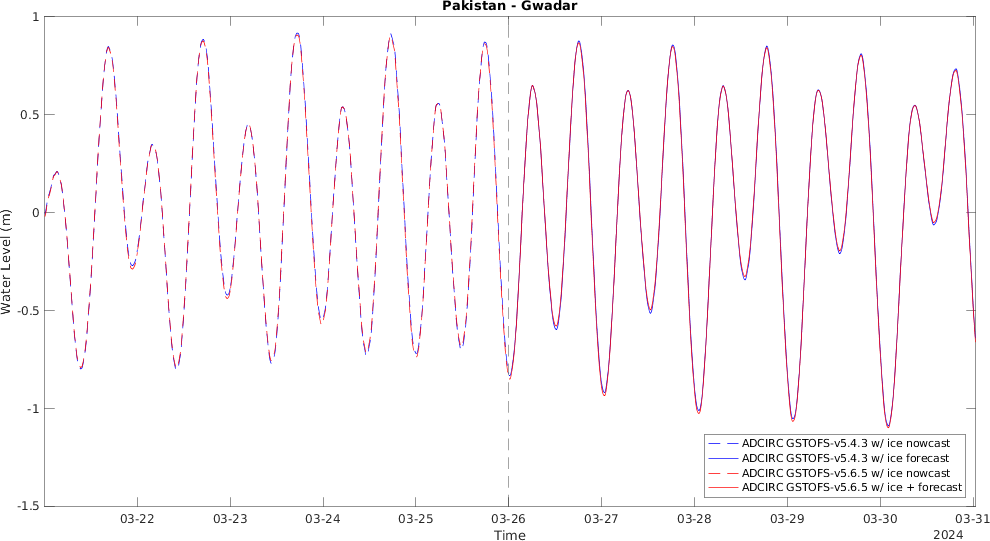 Pakistan - Gwadar
Water Level (m)
1
0.5
0
-0.5
-1
-1.5
ADCIRC GSTOFS-v5.4.3 w/ ice nowcast
ADCIRC GSTOFS-v5.4.3 w/ ice forecast
ADCIRC GSTOFS-v5.6.5 w/ ice nowcast
ADCIRC GSTOFS-v5.6.5 w/ ice + forecast
03-22 03-23 03-24 03-25 03-26 03-27 03-28 03-29 03-30 03-31
Time
2024